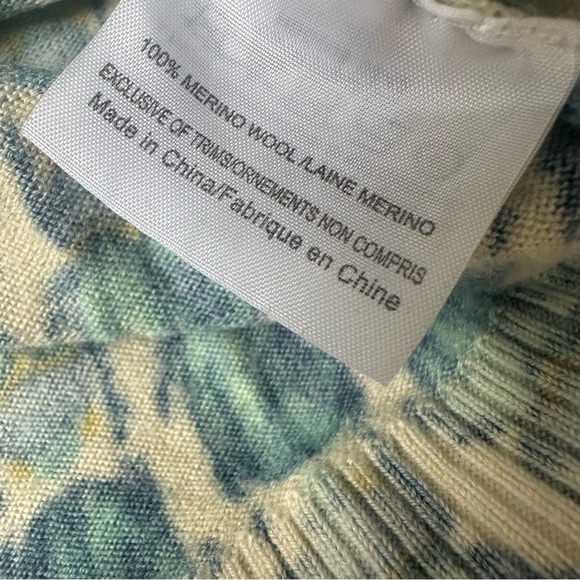 100% MERINO WOOL/LAINE MERINO
EXCLUSIVE OF TRIMS/ORNEMENTS NON COMPRIS
Made in China/Fabrique en Chine